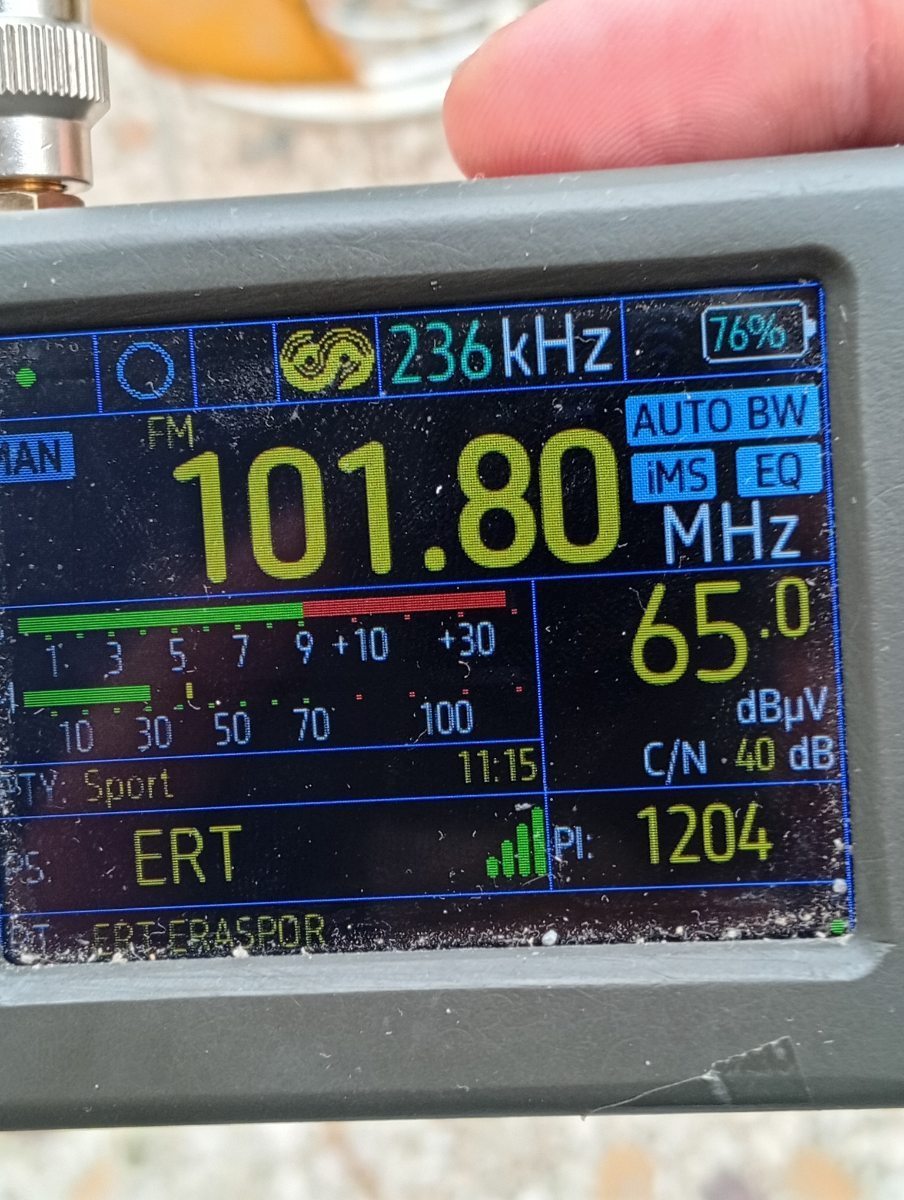 236 kHz 76%
FM AUTO BW
MAN 101.80 iMS EQ
MHz
1 3 5 7 9 +10 +30 65.0
10 30 50 70 100 dBµV
PTY: Sport 11:15 C/N 40 dB
PS ERT PI: 1204
RT ERT ERASPOR